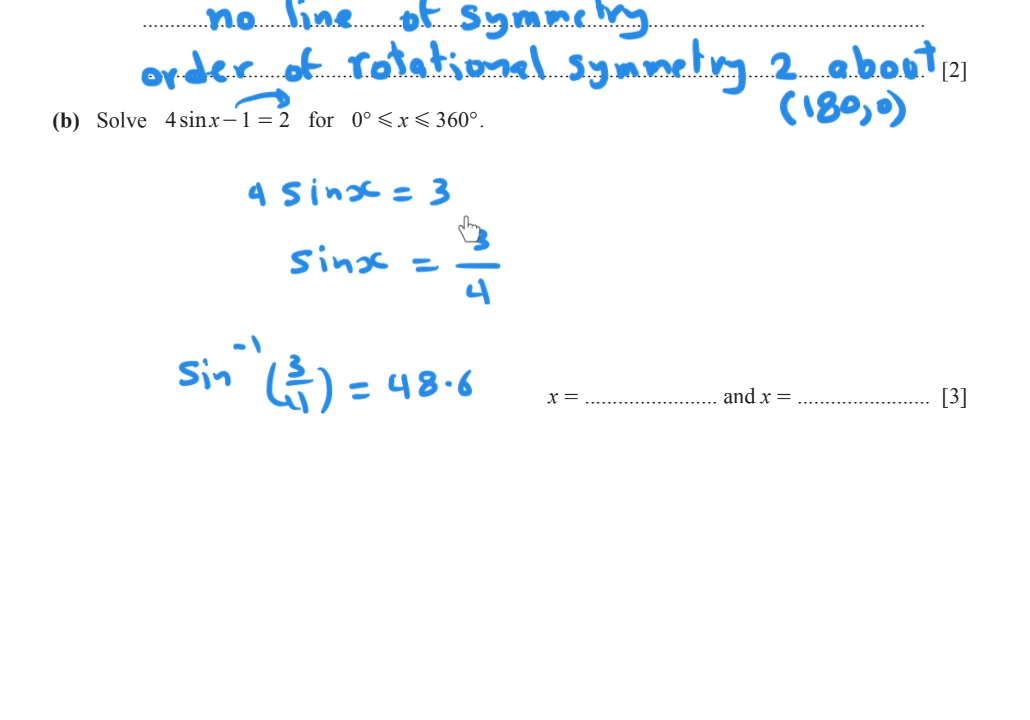 no line of symmetry
order of rotational symmetry 2 about [2]
(180,0)
(b) Solve 4 sin x − 1 = 2 for 0° ⩽ x ⩽ 360°.
4 sinx = 3
sinx = 3/4
sin⁻¹(3/4) = 48.6
x = ...................... and x = ...................... [3]